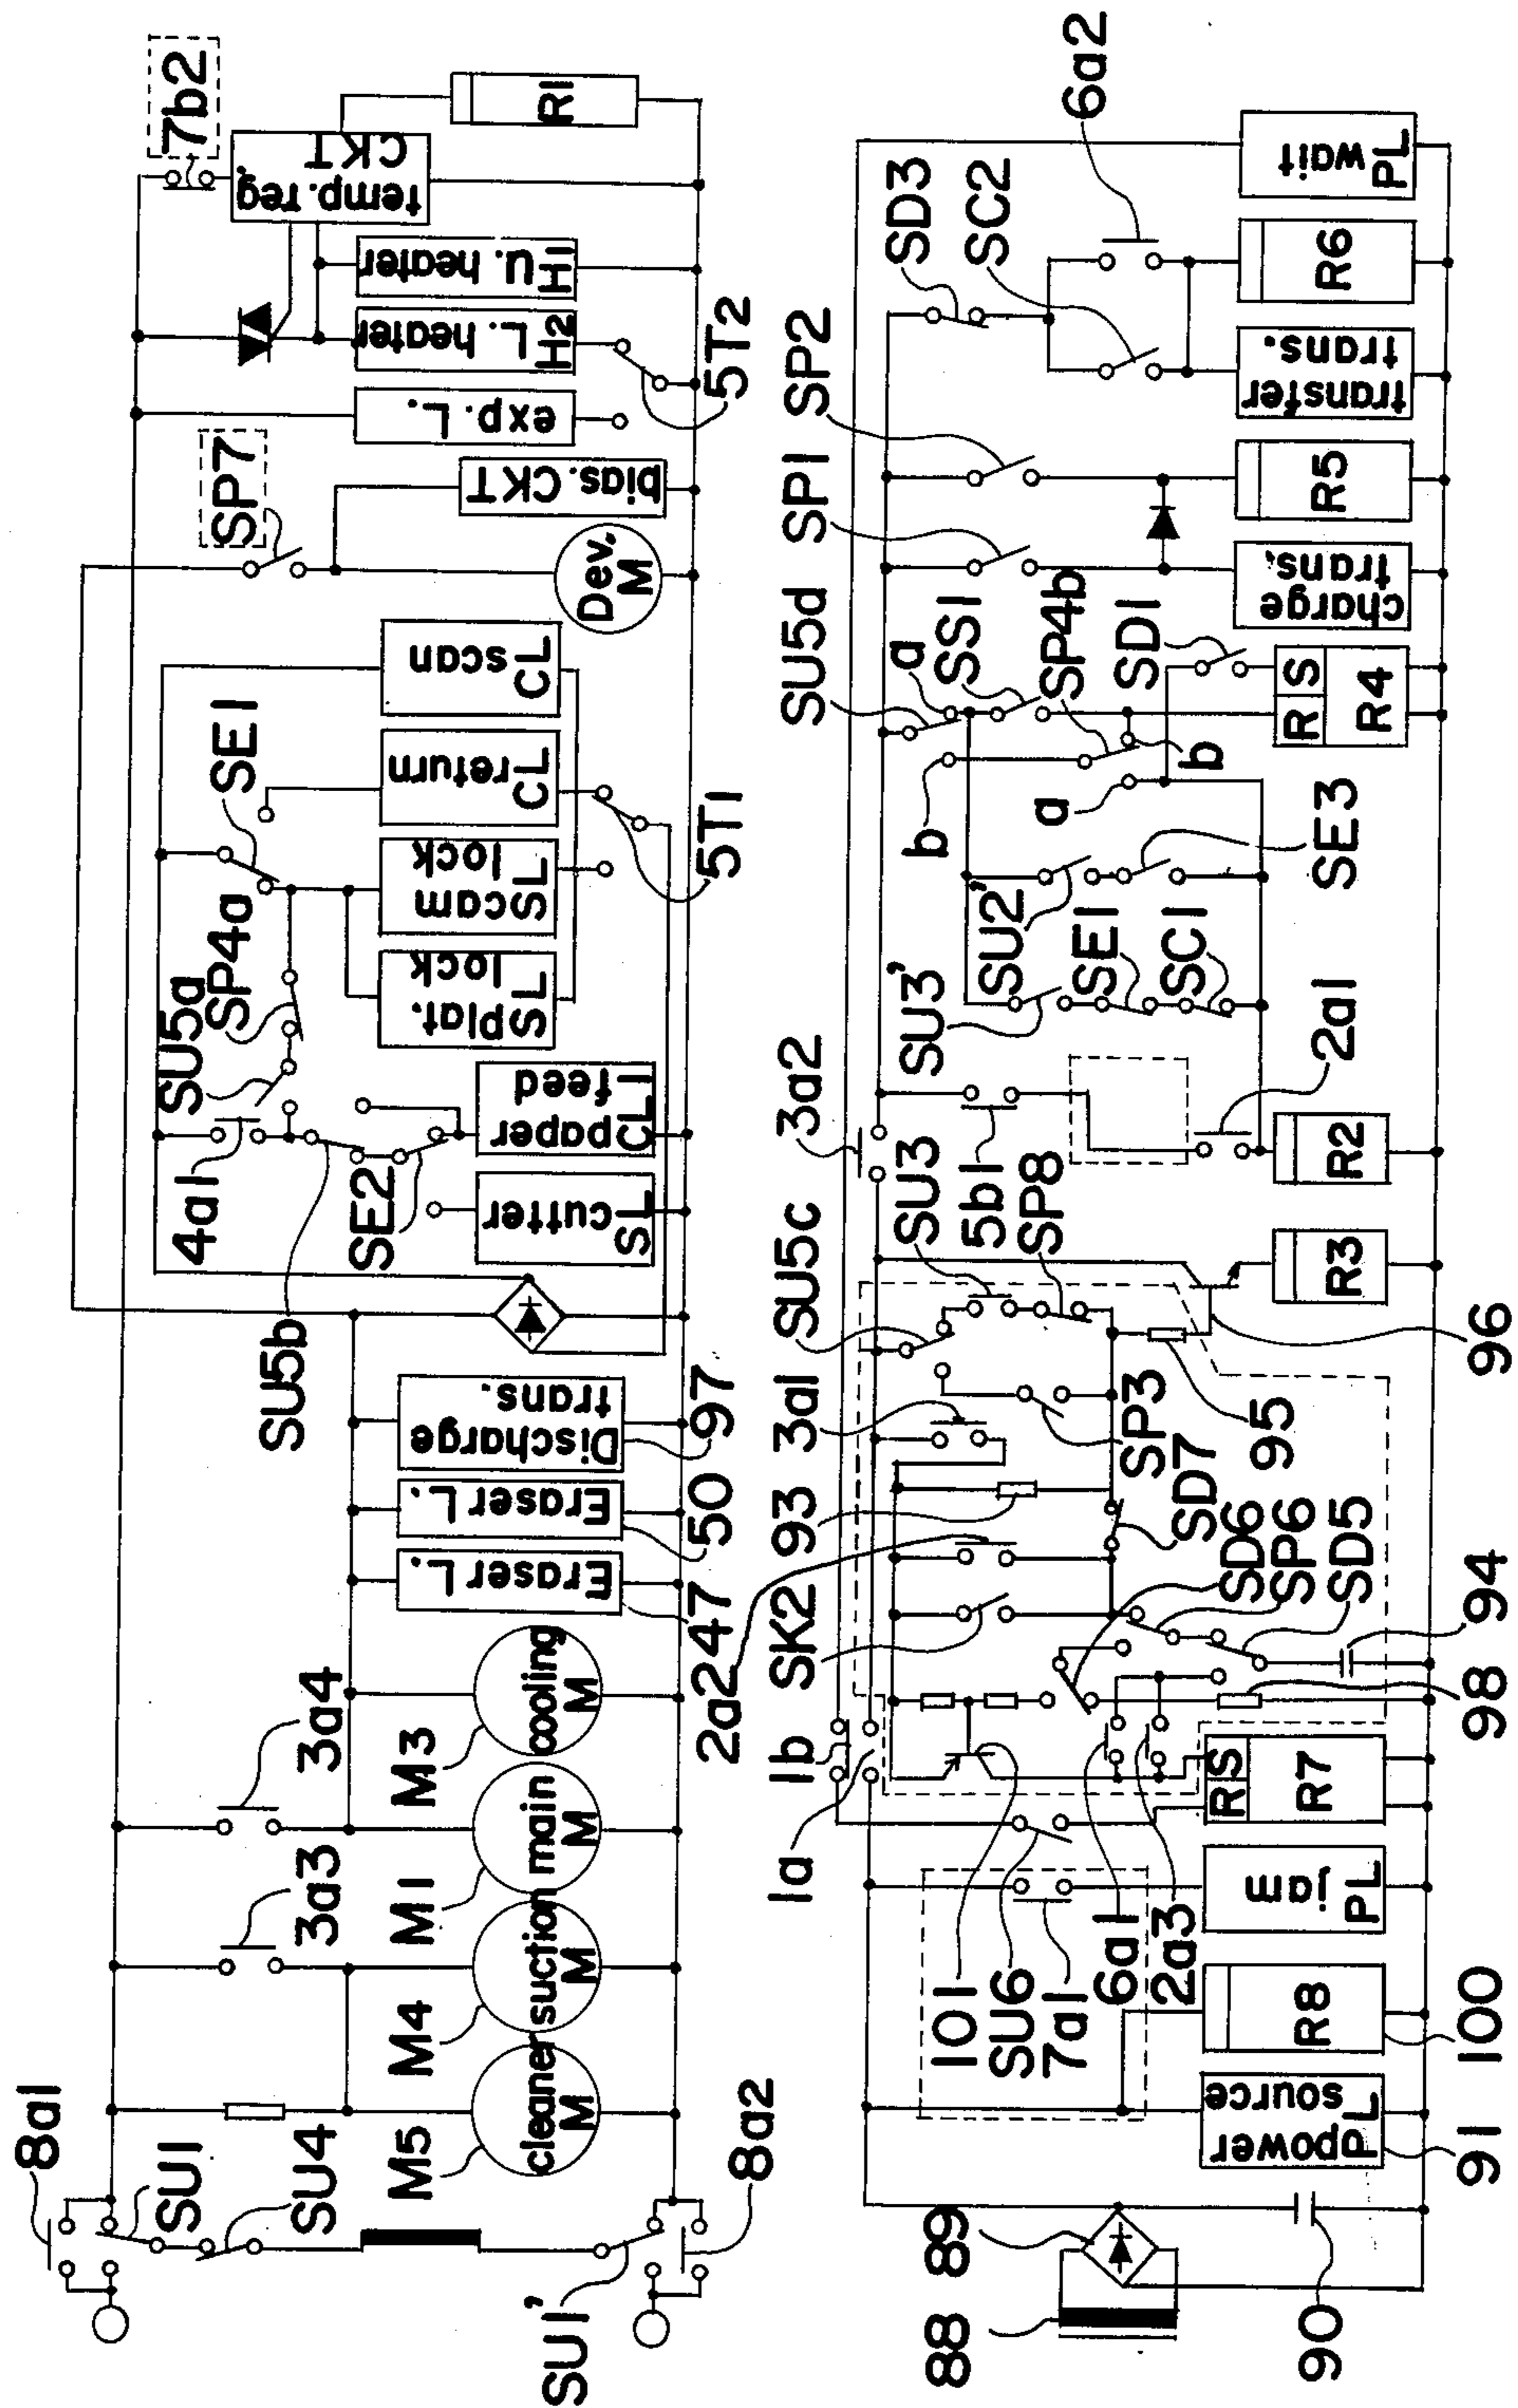 8a1
SU1
SU4
SU1'
8a2
M5
cleaner
M
M4
suction
M
3a3
M1
main
M
3a4
M3
cooling
M
Eraser L.
47
Eraser L.
50
Discharge
trans.
97
SU5b
4a1
SU5a
SP4a
SE2
cutter
SL
paper
feed
CL1
SPlat.
lock
SL
scam
lock
SL
SE1
return
CL
scan
CL
5T1
SP7
Dev.
M
bias.CKT
exp.L.
L. heater
H2
U. heater
H1
5T2
temp.reg.
CKT
7b2
R1
88
89
90
power
source
PL
91
R8
100
101
SU6
7a1
6a1
2a3
jam
PL
1a
1b
R
S
R7
98
94
2a2
SK2
93
3a1
SU5c
SU3
5b1
SP8
SP3
SD7
SD6
SP6
SD5
95
96
R3
3a2
R2
2a1
SU3'
SU2'
SE1
SC1
SE3
b
a
SU5d
a
SS1
SP4b
b
SD1
R
S
R4
SP1
SP2
charge
trans.
R5
SD3
SC2
6a2
transfer
trans.
R6
wait
PL